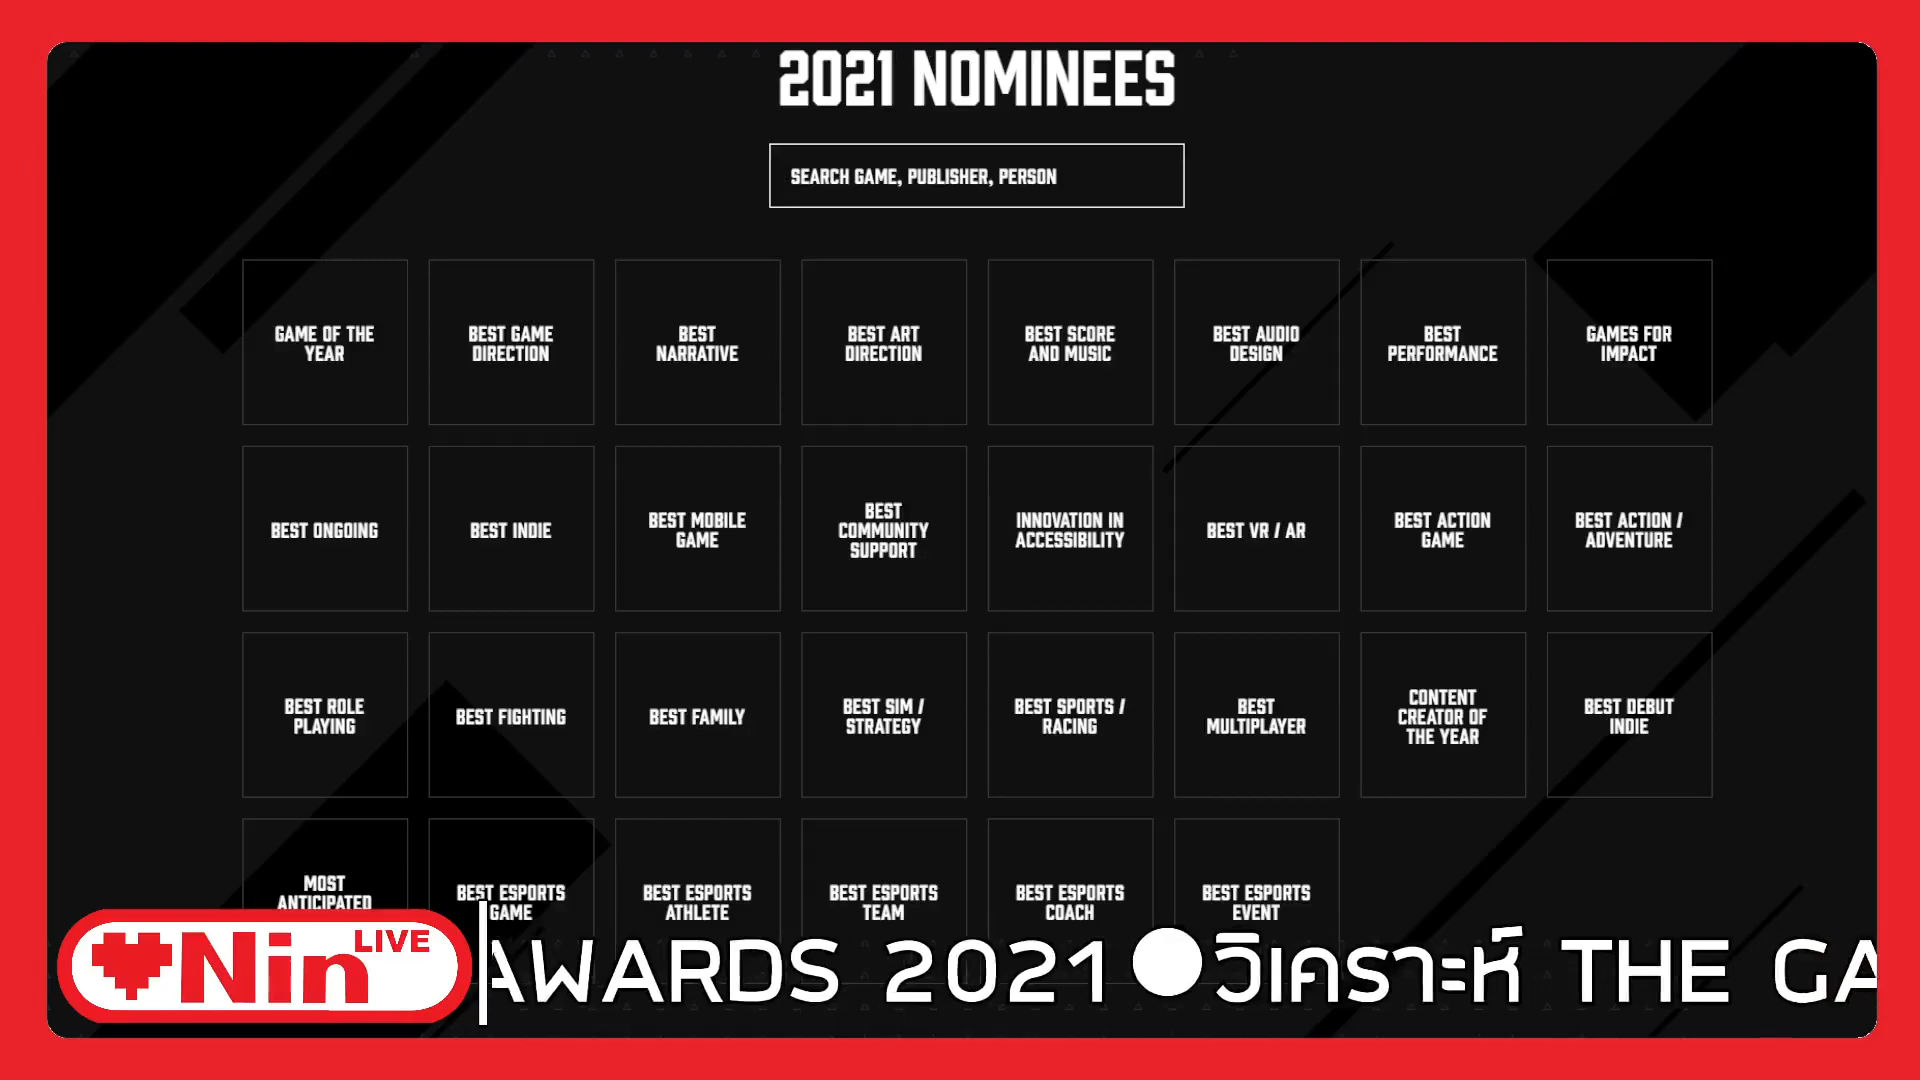 2021 NOMINEES
SEARCH GAME, PUBLISHER, PERSON
GAME OF THE
YEAR
BEST GAME
DIRECTION
BEST
NARRATIVE
BEST ART
DIRECTION
BEST SCORE
AND MUSIC
BEST AUDIO
DESIGN
BEST
PERFORMANCE
GAMES FOR
IMPACT
BEST ONGOING
BEST INDIE
BEST MOBILE
GAME
BEST
COMMUNITY
SUPPORT
INNOVATION IN
ACCESSIBILITY
BEST VR / AR
BEST ACTION
GAME
BEST ACTION /
ADVENTURE
BEST ROLE
PLAYING
BEST FIGHTING
BEST FAMILY
BEST SIM /
STRATEGY
BEST SPORTS /
RACING
BEST
MULTIPLAYER
CONTENT
CREATOR OF
THE YEAR
BEST DEBUT
INDIE
MOST
ANTICIPATED
BEST ESPORTS
GAME
BEST ESPORTS
ATHLETE
BEST ESPORTS
TEAM
BEST ESPORTS
COACH
BEST ESPORTS
EVENT
Nin LIVE
AWARDS 2021●วิเคราะห์ THE GA